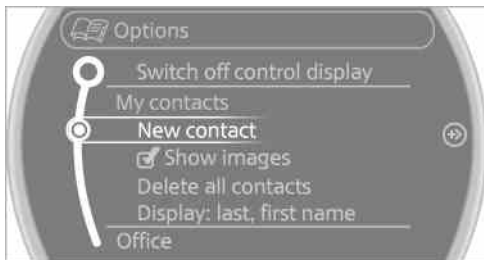 Options
Switch off control display
My contacts
New contact
Show images
Delete all contacts
Display: last, first name
Office